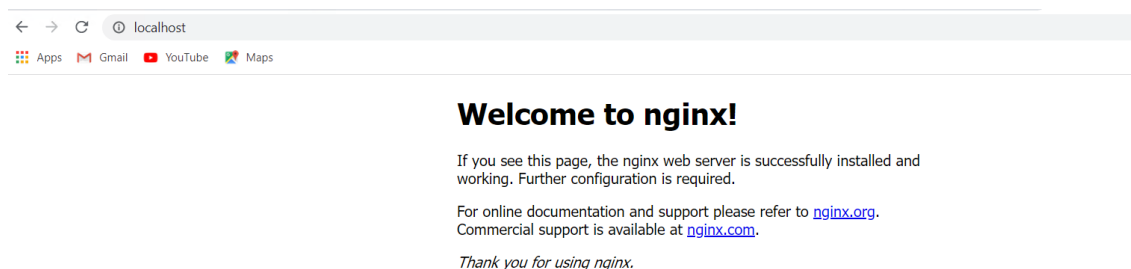 localhost
Apps Gmail YouTube Maps
Welcome to nginx!
If you see this page, the nginx web server is successfully installed and
working. Further configuration is required.
For online documentation and support please refer to nginx.org.
Commercial support is available at nginx.com.
Thank you for using nginx.